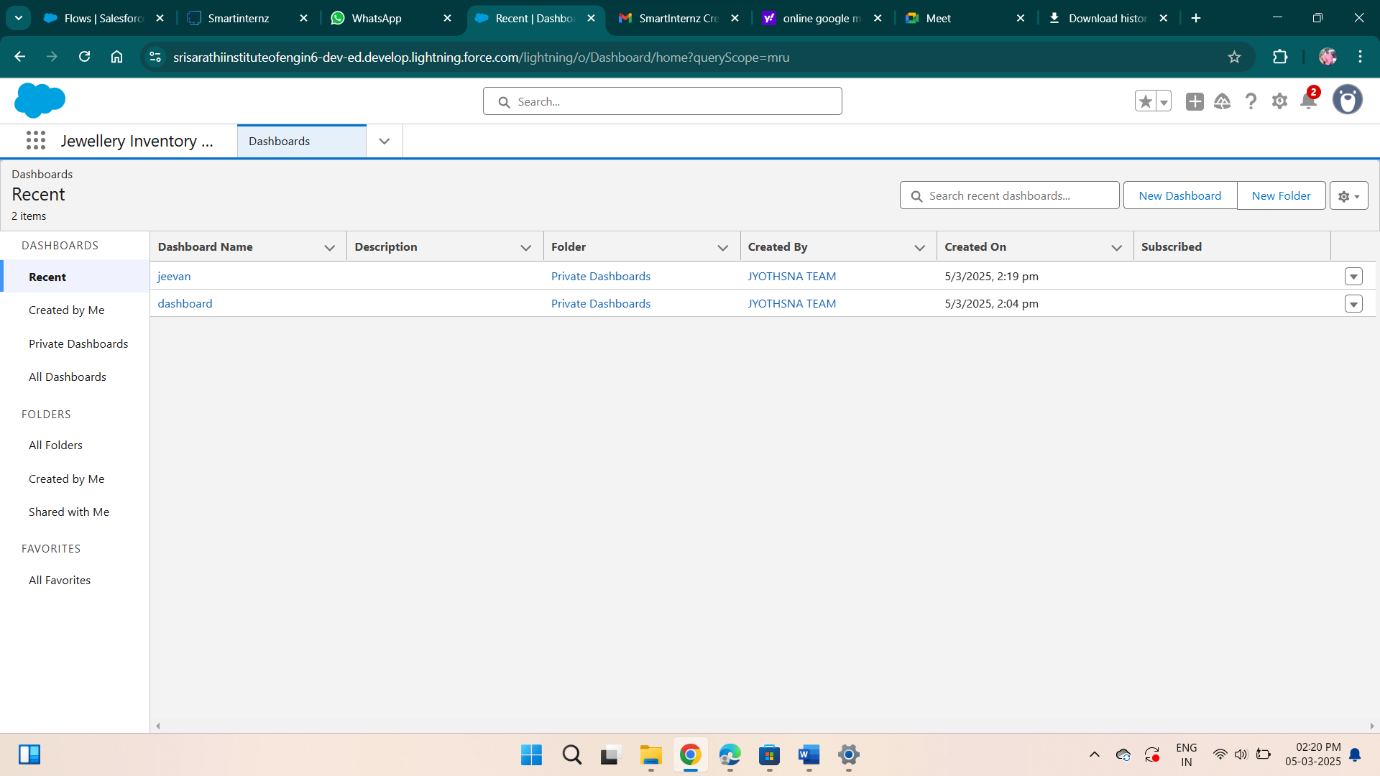 Flows | Salesforce
Smartinternz
WhatsApp
Recent | Dashbo
SmartInternz Cre
online google m
Meet
Download histor
srisarathiinstituteofengin6-dev-ed.develop.lightning.force.com/lightning/o/Dashboard/home?queryScope=mru
Search...
2
Jewellery Inventory ...
Dashboards
Dashboards
Recent
2 items
Search recent dashboards...
New Dashboard
New Folder
DASHBOARDS
Recent
Created by Me
Private Dashboards
All Dashboards
FOLDERS
All Folders
Created by Me
Shared with Me
FAVORITES
All Favorites
Dashboard Name Description Folder Created By Created On Subscribed
jeevan Private Dashboards JYOTHSNA TEAM 5/3/2025, 2:19 pm
dashboard Private Dashboards JYOTHSNA TEAM 5/3/2025, 2:04 pm
ENG
IN
02:20 PM
05-03-2025